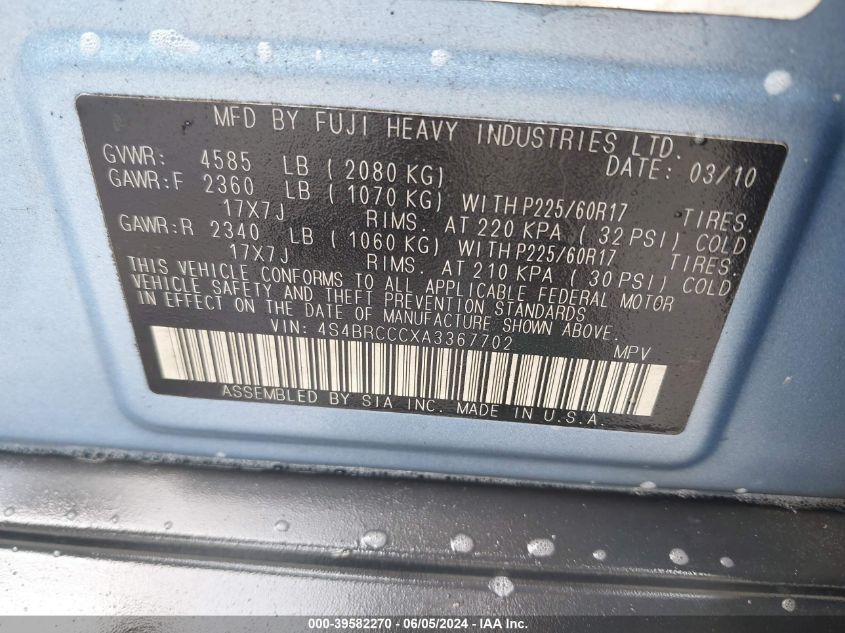 MFD BY FUJI HEAVY INDUSTRIES LTD.
GVWR: 4585 LB ( 2080 KG) DATE: 03/10
GAWR:F 2360 LB ( 1070 KG) WITH P225/60R17 TIRES.
17X7J RIMS. AT 220 KPA ( 32 PSI) COLD
GAWR:R 2340 LB ( 1060 KG) WITH P225/60R17 TIRES.
17X7J RIMS. AT 210 KPA ( 30 PSI) COLD
THIS VEHICLE CONFORMS TO ALL APPLICABLE FEDERAL MOTOR
VEHICLE SAFETY AND THEFT PREVENTION STANDARDS
IN EFFECT ON THE DATE OF MANUFACTURE SHOWN ABOVE.
VIN: 4S4BRCCCXA3367702 MPV
ASSEMBLED BY SIA INC. MADE IN U.S.A.
000-39582270 - 06/05/2024 - IAA Inc.